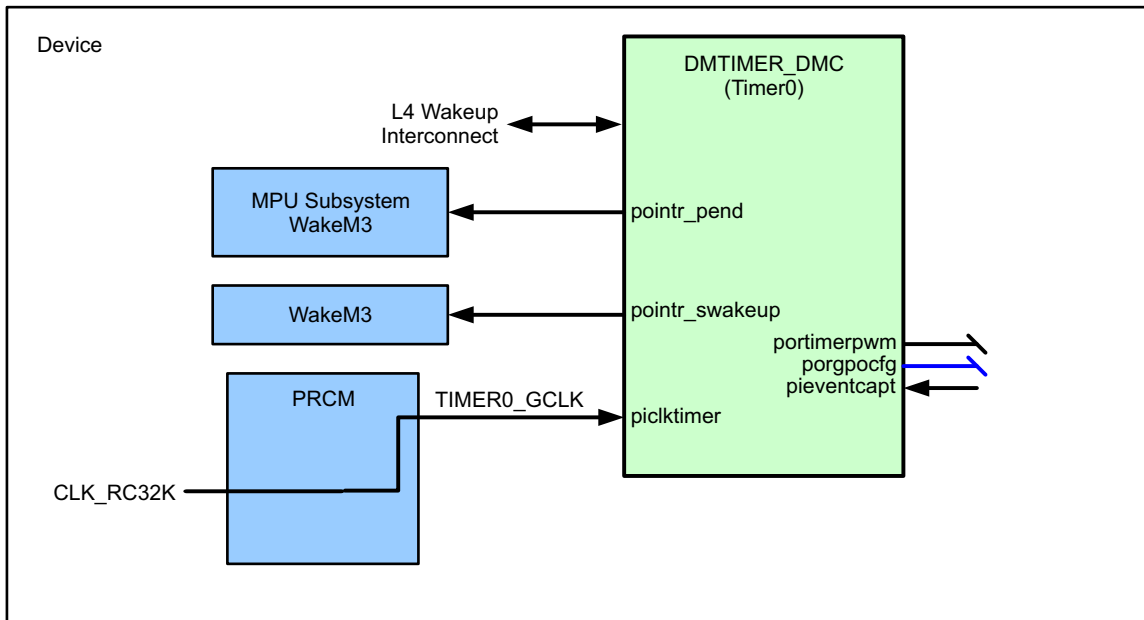 Device
DMTIMER_DMC
(Timer0)
L4 Wakeup
Interconnect
MPU Subsystem
WakeM3
pointr_pend
WakeM3
pointr_swakeup
portimerpwm
porgpocfg
pieventcapt
PRCM
TIMER0_GCLK
piclktimer
CLK_RC32K